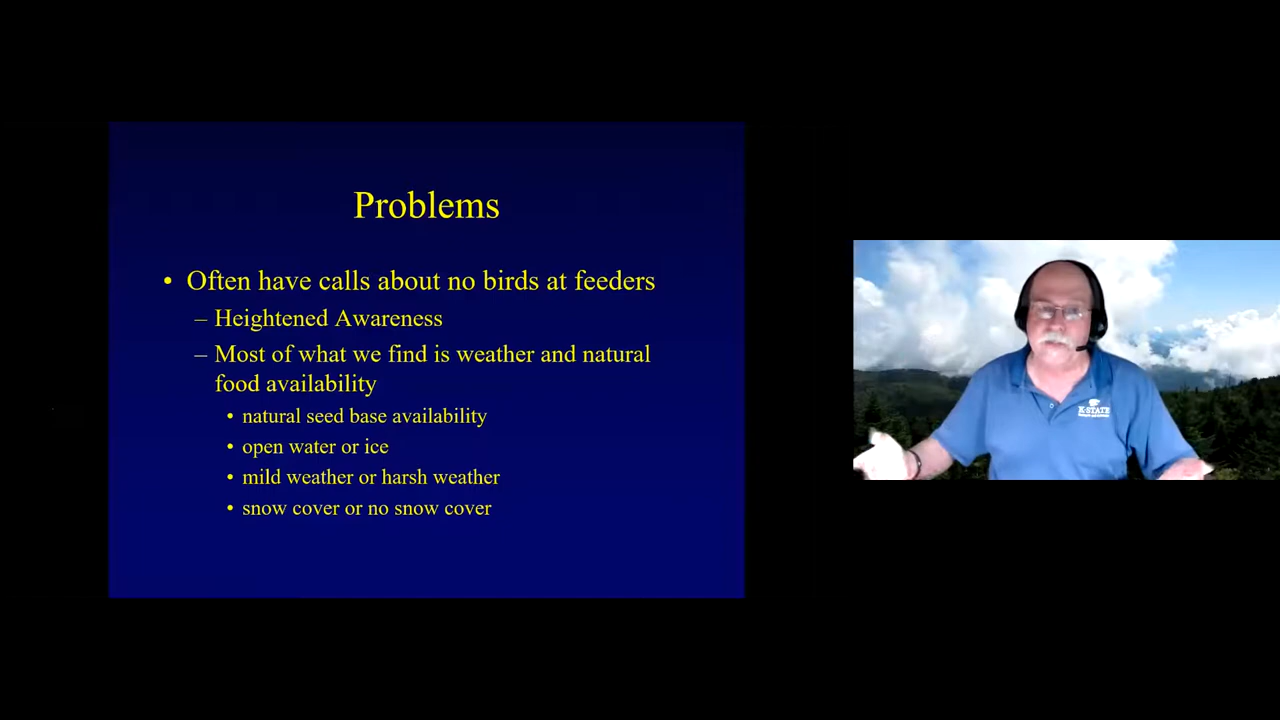 Problems
• Often have calls about no birds at feeders
– Heightened Awareness
– Most of what we find is weather and natural
food availability
• natural seed base availability
• open water or ice
• mild weather or harsh weather
• snow cover or no snow cover
K-STATE